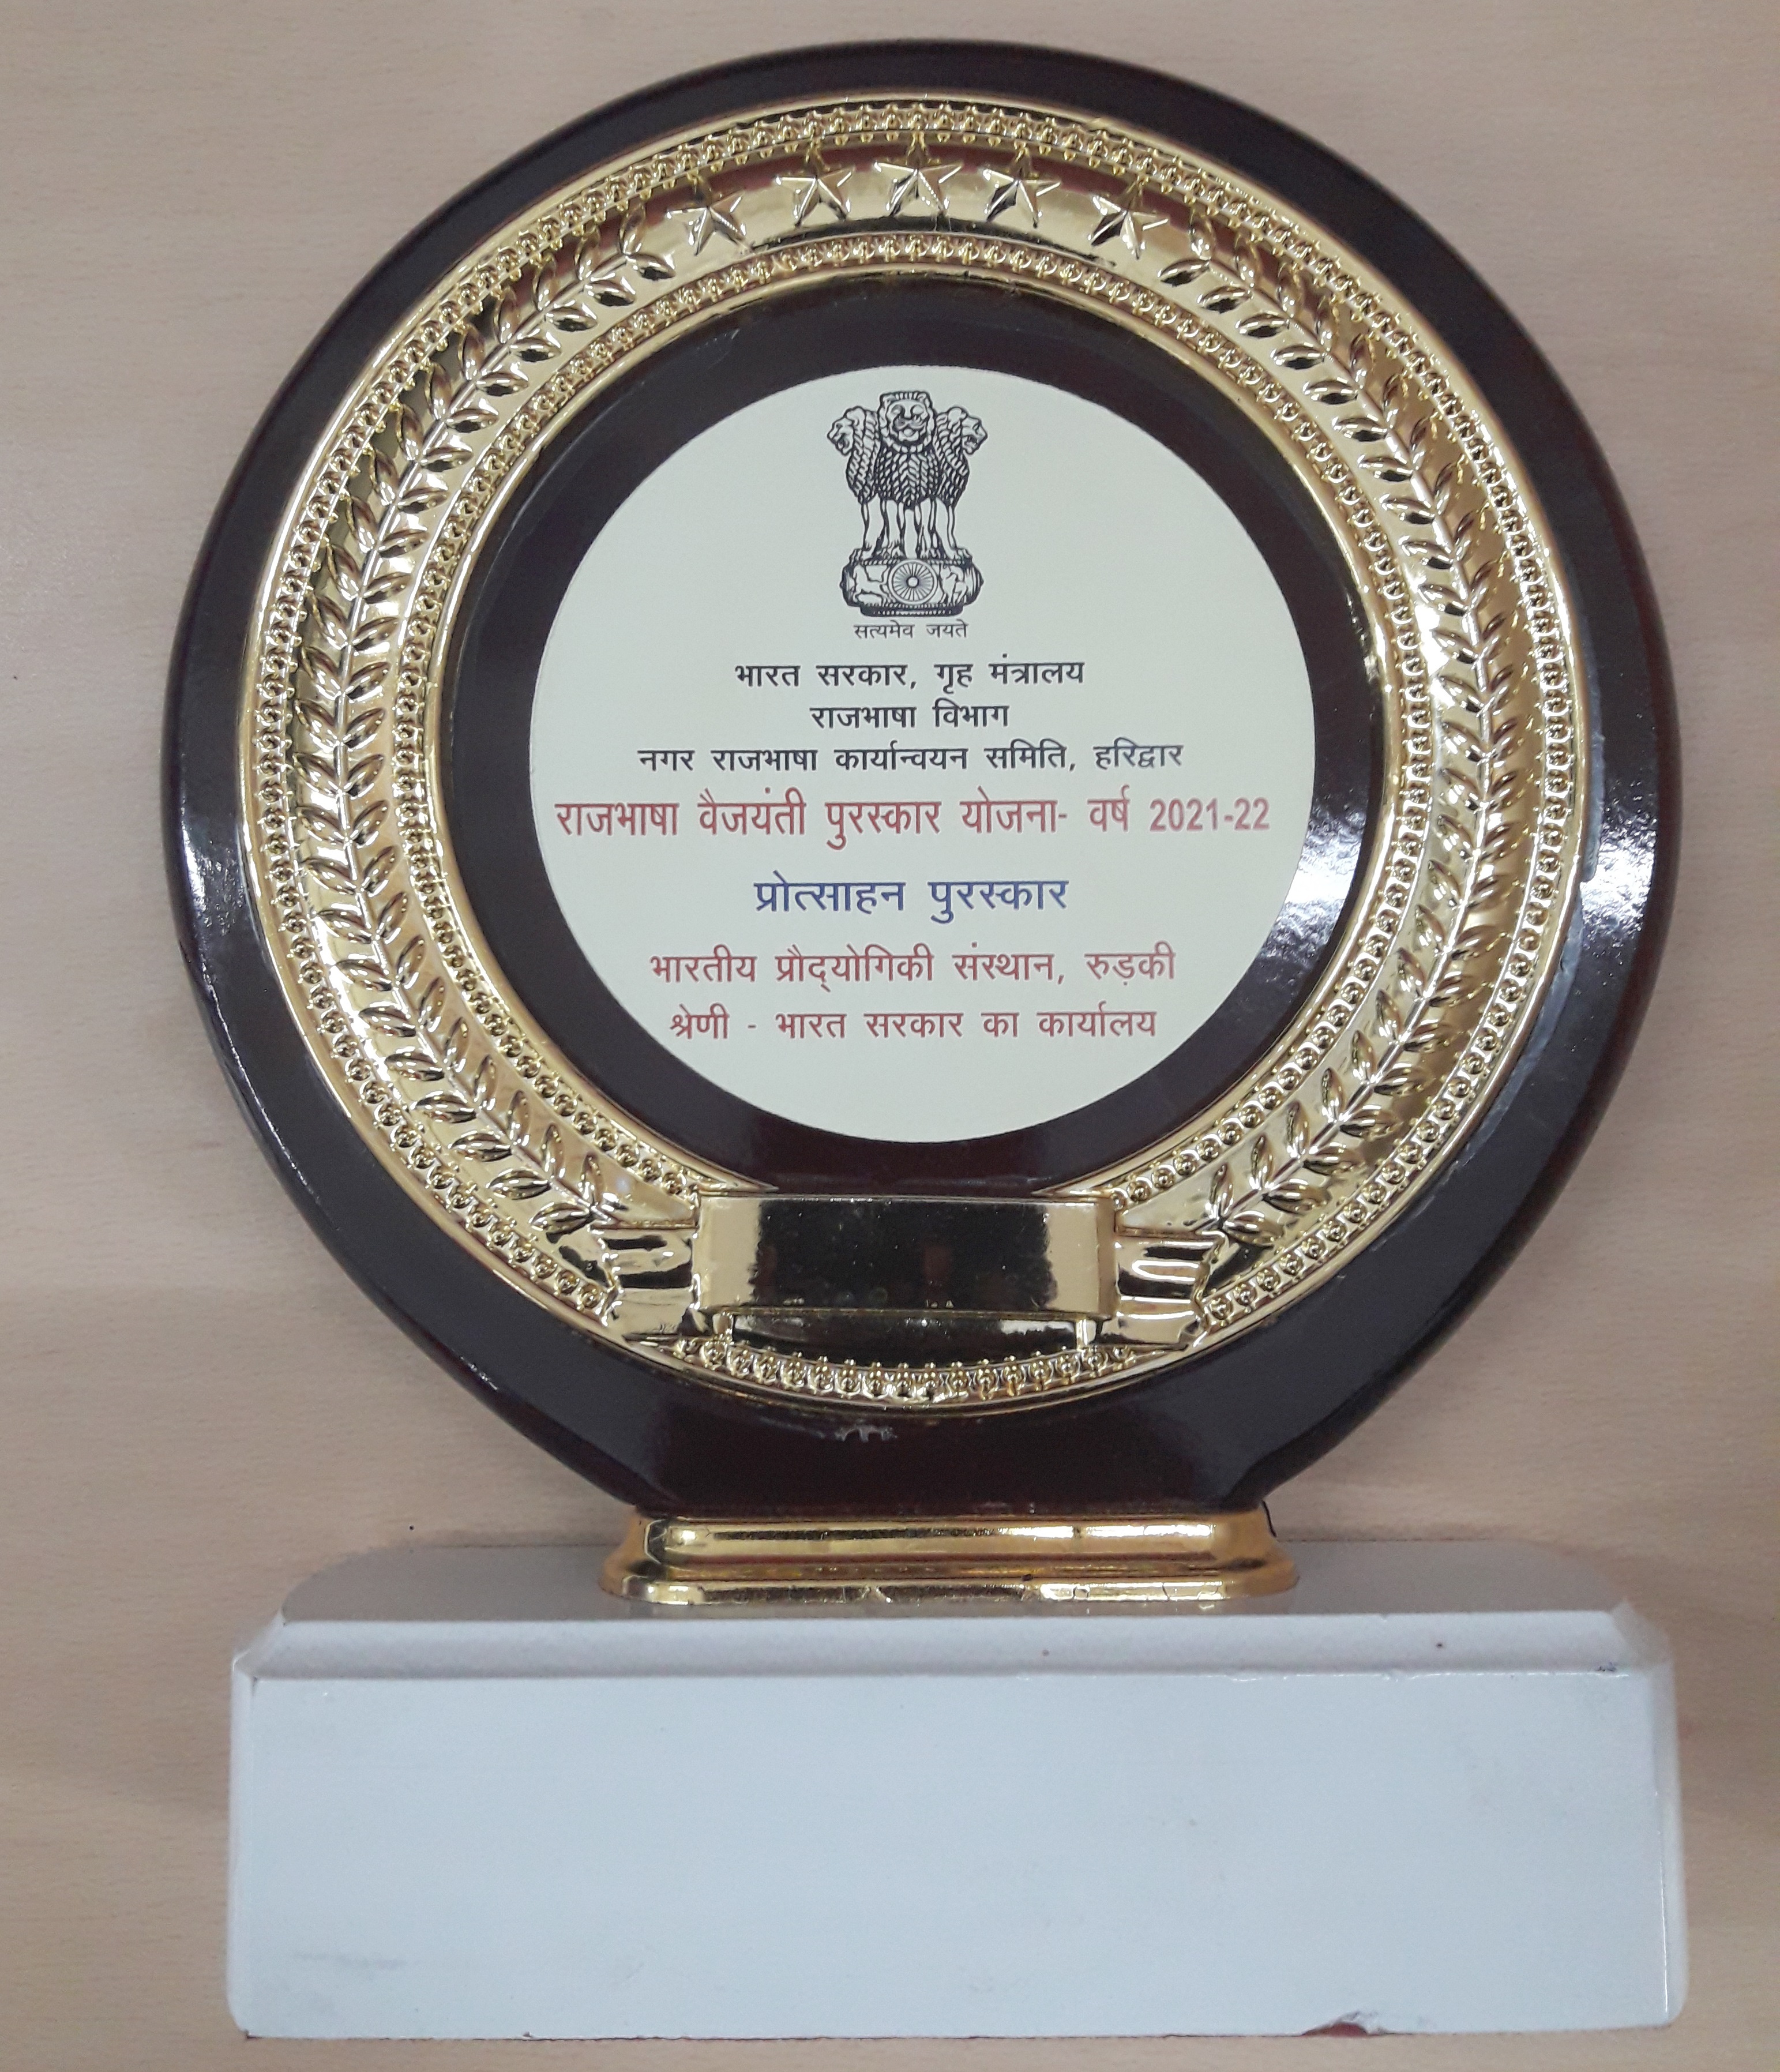 सत्यमेव जयते
भारत सरकार, गृह मंत्रालय
राजभाषा विभाग
नगर राजभाषा कार्यान्वयन समिति, हरिद्वार
राजभाषा वैजयंती पुरस्कार योजना- वर्ष 2021-22
प्रोत्साहन पुरस्कार
भारतीय प्रौद्‌योगिकी संस्थान, रुड़की
श्रेणी - भारत सरकार का कार्यालय